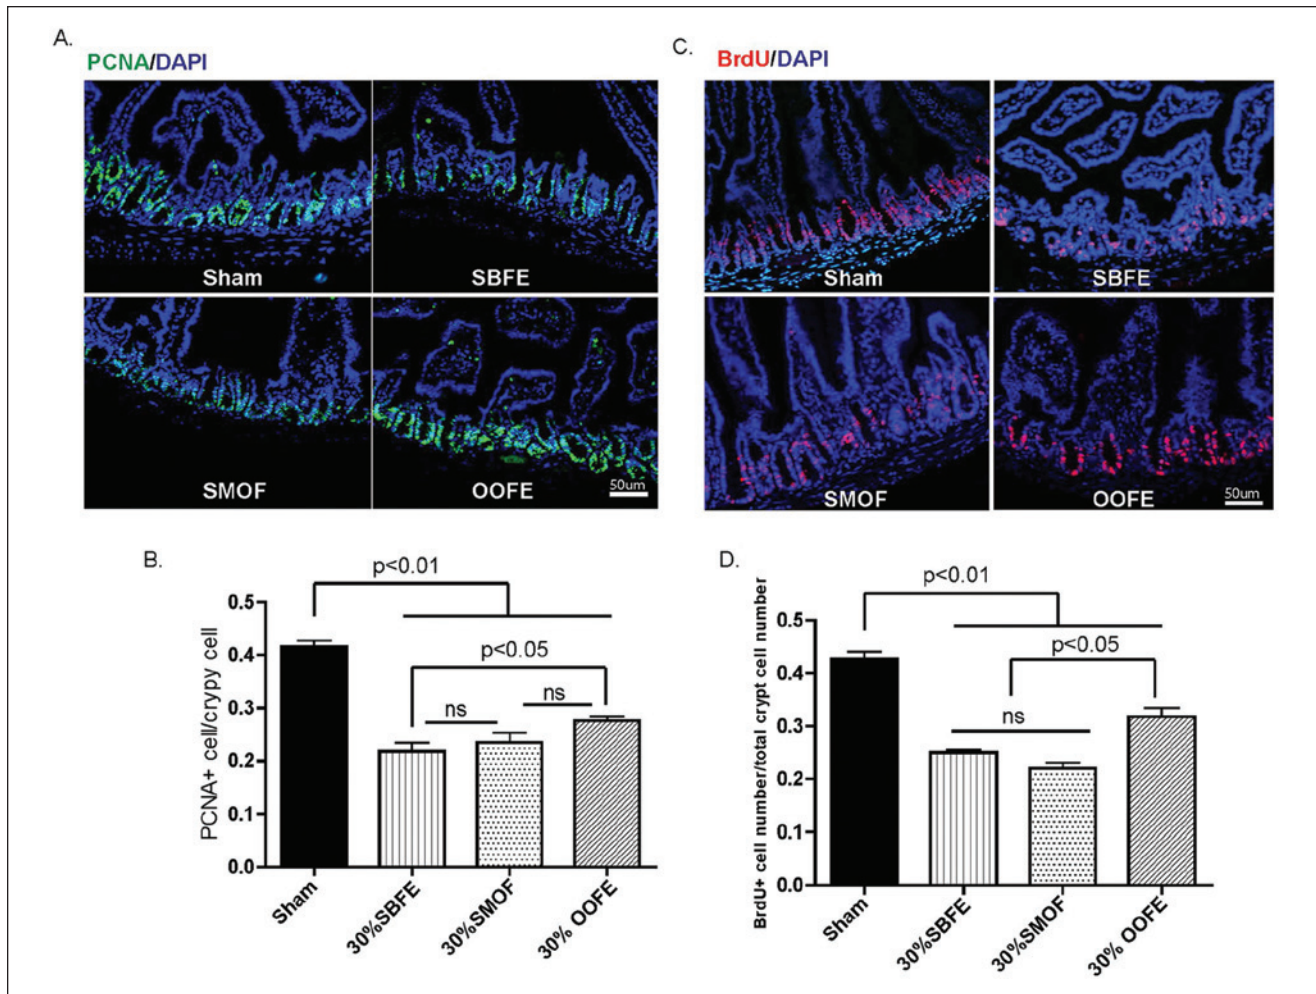 A.
PCNA/DAPI
Sham
SBFE
SMOF
OOFE
50um
B.
p<0.01
p<0.05
ns
ns
PCNA+ cell/crypy cell
0.5
0.4
0.3
0.2
0.1
0.0
Sham
30%SBFE
30%SMOF
30% OOFE
C.
BrdU/DAPI
Sham
SBFE
SMOF
OOFE
50um
D.
p<0.01
p<0.05
ns
BrdU+ cell number/total crypt cell number
0.5
0.4
0.3
0.2
0.1
0.0
Sham
30%SBFE
30%SMOF
30% OOFE